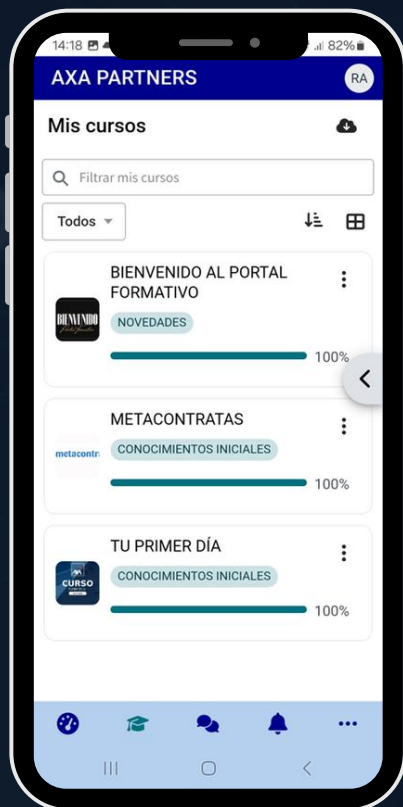 14:18
82%
AXA PARTNERS
RA
Mis cursos
Filtrar mis cursos
Todos
BIENVENIDO AL PORTAL
FORMATIVO
BIENVENIDO
NOVEDADES
100%
METACONTRATAS
metacontr
CONOCIMIENTOS INICIALES
100%
TU PRIMER DÍA
CURSO
CONOCIMIENTOS INICIALES
100%